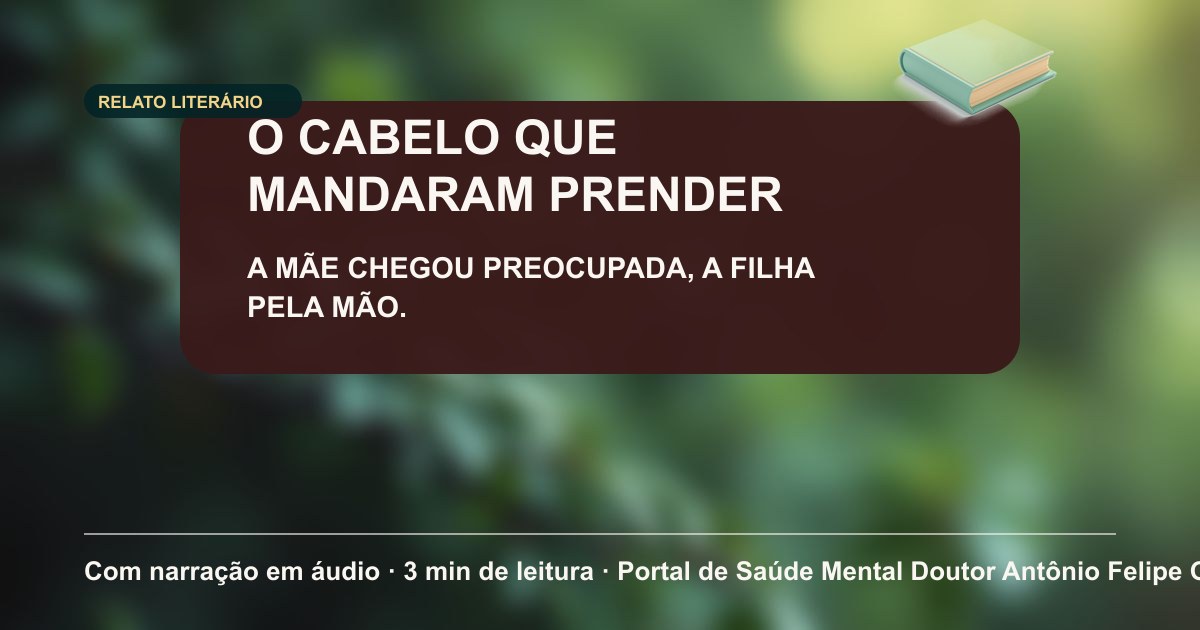 RELATO LITERÁRIO
O CABELO QUE
MANDARAM PRENDER
A MÃE CHEGOU PREOCUPADA, A FILHA
PELA MÃO.
Com narração em áudio · 3 min de leitura · Portal de Saúde Mental Doutor Antônio Felipe